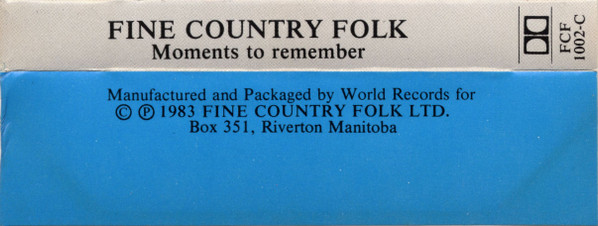 FINE COUNTRY FOLK
Moments to remember
FCF
1002-C
Manufactured and Packaged by World Records for
© ℗ 1983 FINE COUNTRY FOLK LTD.
Box 351, Riverton Manitoba